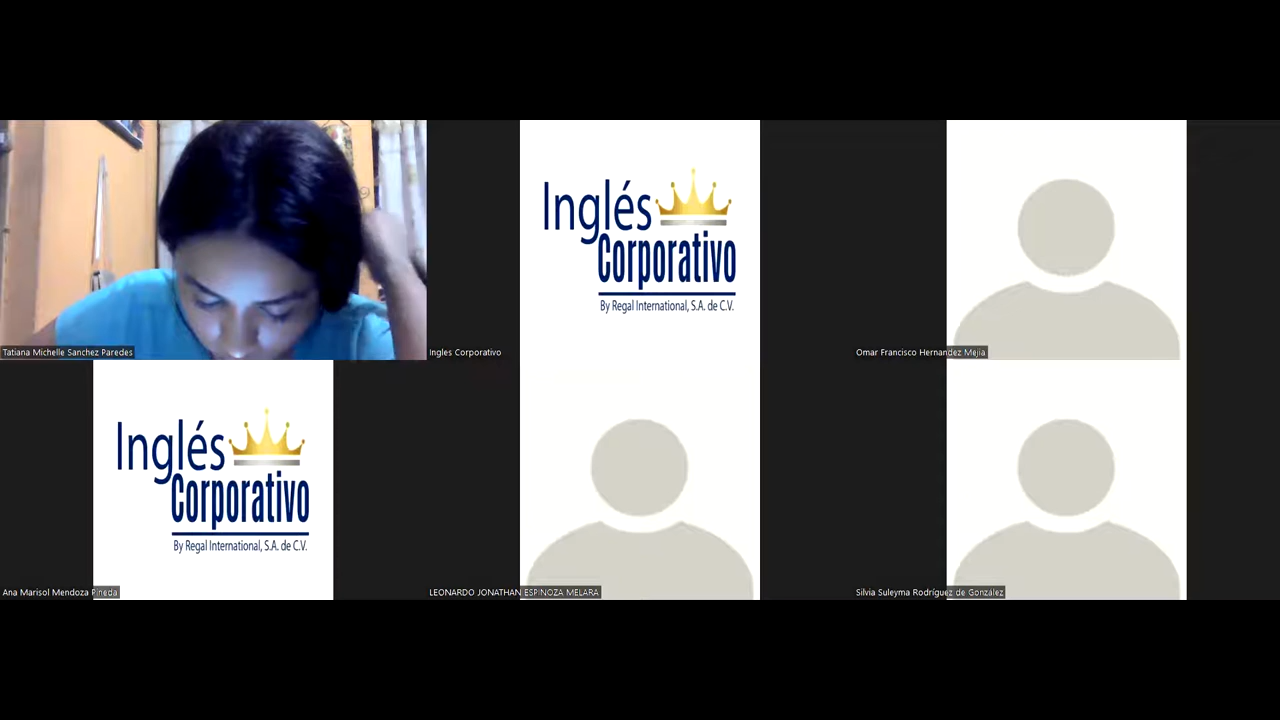 Inglés
Corporativo
By Regal International, S.A. de C.V.
Tatiana Michelle Sanchez Paredes
Ingles Corporativo
Omar Francisco Hernandez Mejia
Inglés
Corporativo
By Regal International, S.A. de C.V.
Ana Marisol Mendoza Pineda
LEONARDO JONATHAN ESPINOZA MELARA
Silvia Suleyma Rodríguez de González